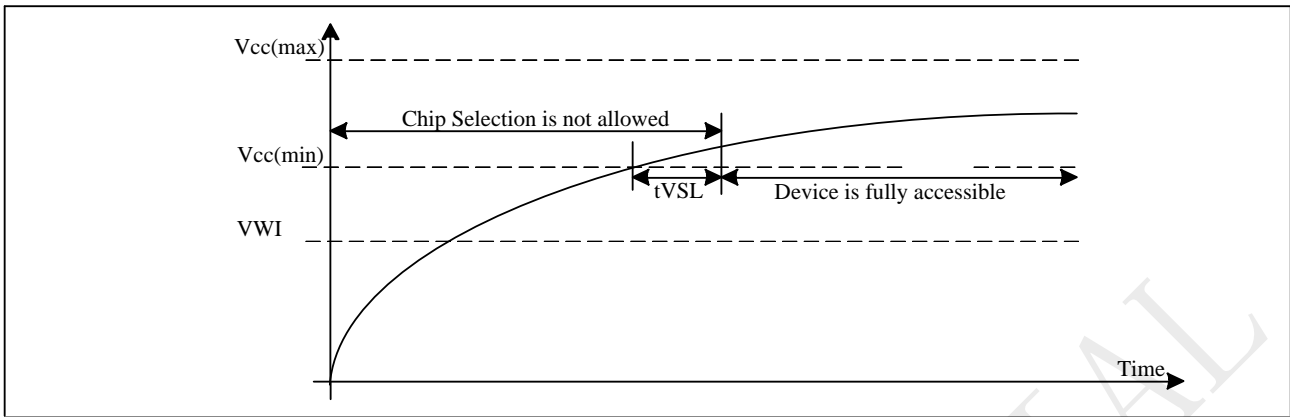 Vcc(max)
Chip Selection is not allowed
Vcc(min)
tVSL
Device is fully accessible
VWI
Time